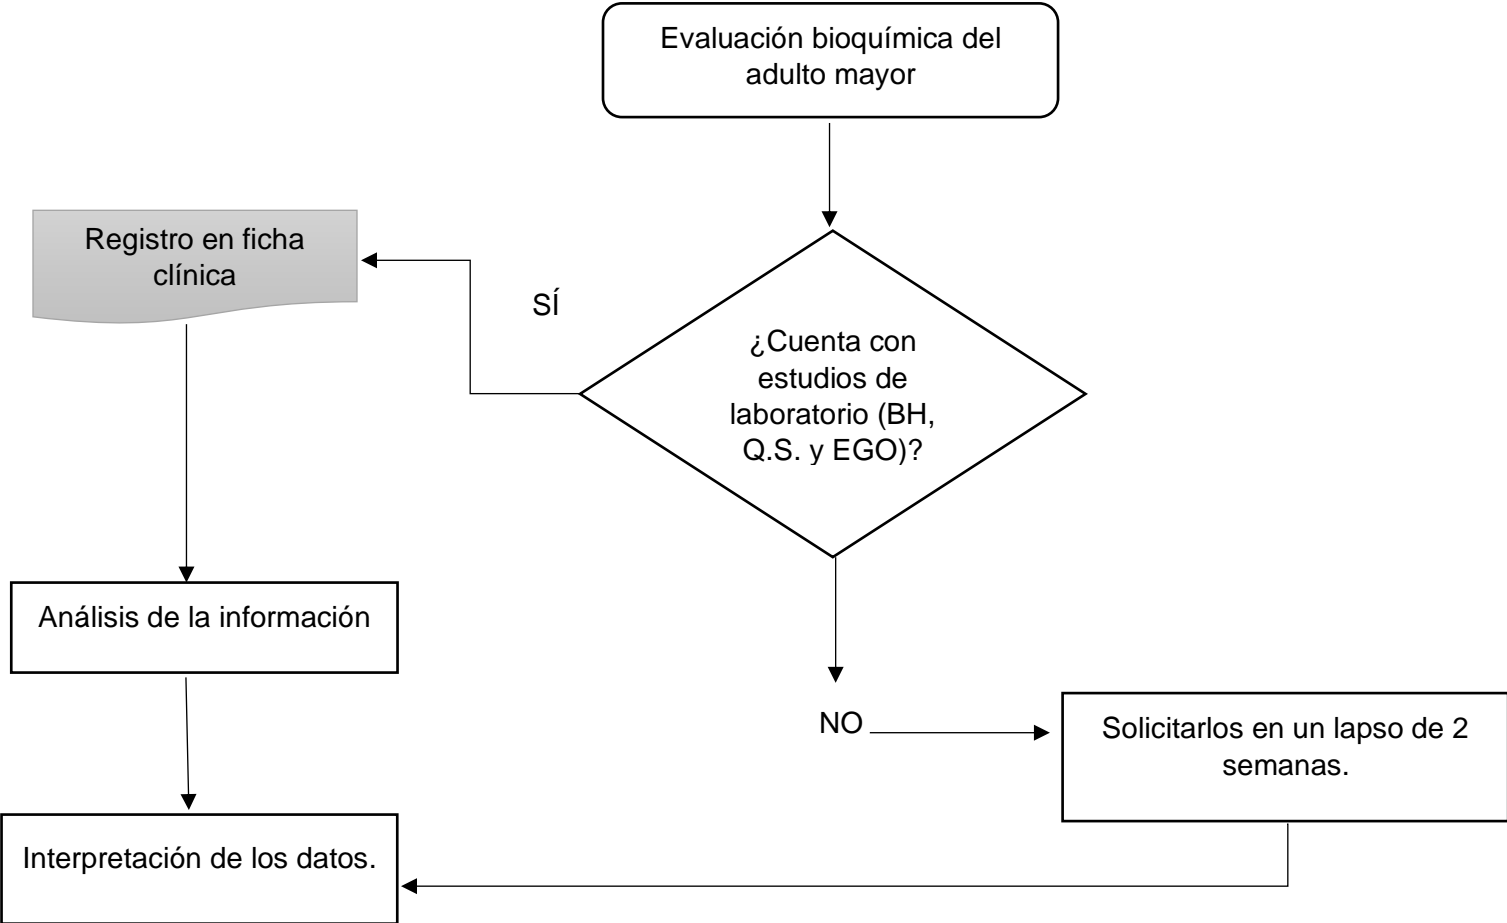 Evaluación bioquímica del
adulto mayor
Registro en ficha
clínica
SÍ
¿Cuenta con
estudios de
laboratorio (BH,
Q.S. y EGO)?
Análisis de la información
NO
Solicitarlos en un lapso de 2
semanas.
Interpretación de los datos.